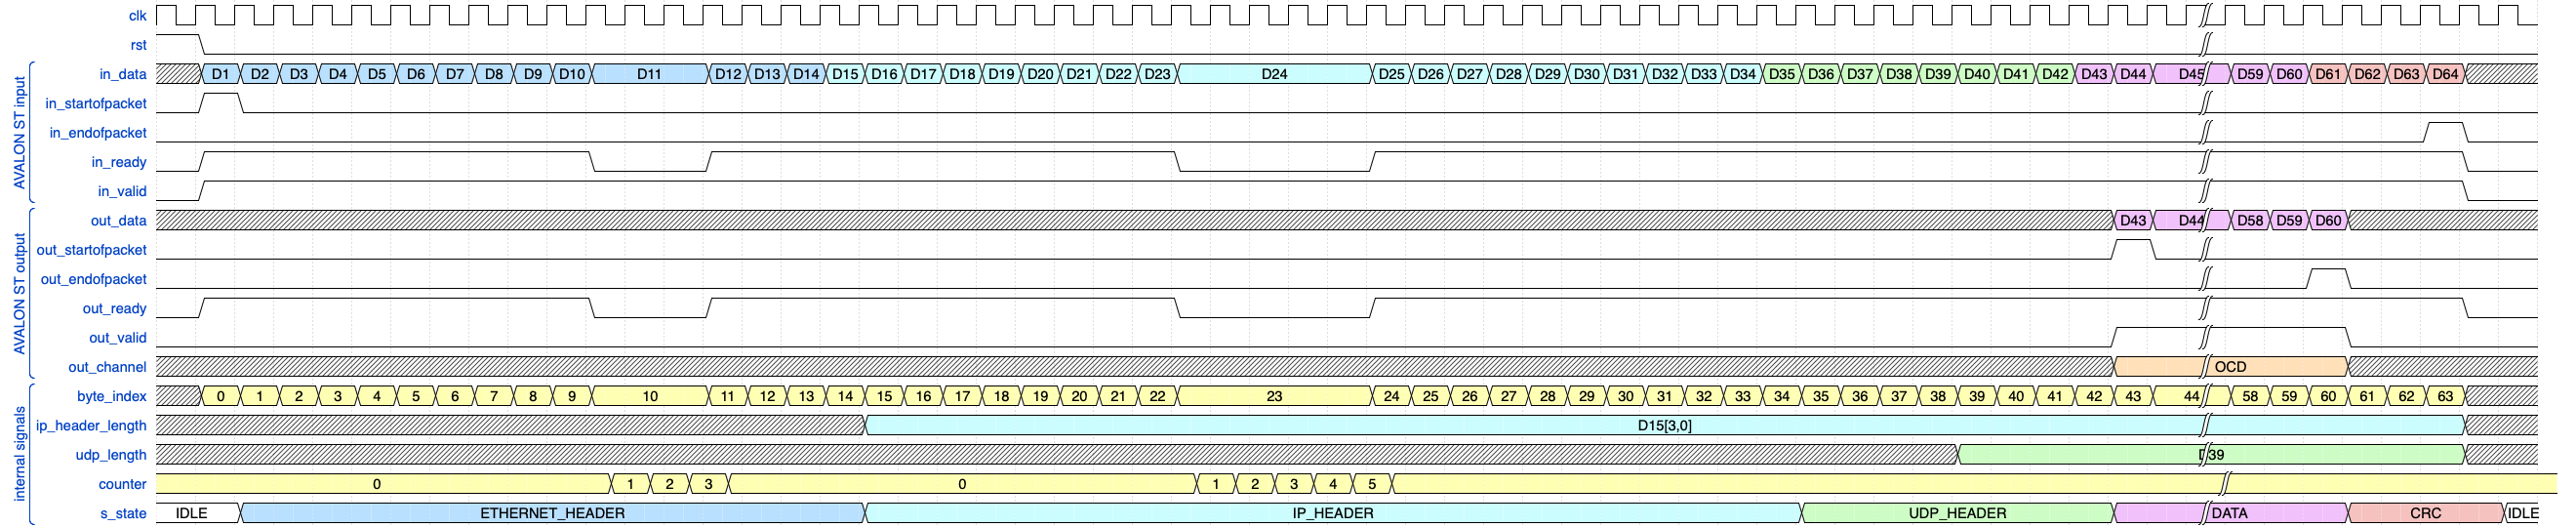 clk
rst
AVALON ST input
in_data D1 D2 D3 D4 D5 D6 D7 D8 D9 D10 D11 D12 D13 D14 D15 D16 D17 D18 D19 D20 D21 D22 D23 D24 D25 D26 D27 D28 D29 D30 D31 D32 D33 D34 D35 D36 D37 D38 D39 D40 D41 D42 D43 D44 D45 D59 D60 D61 D62 D63 D64
in_startofpacket
in_endofpacket
in_ready
in_valid
AVALON ST output
out_data D43 D44 D58 D59 D60
out_startofpacket
out_endofpacket
out_ready
out_valid
out_channel OCD
internal signals
byte_index 0 1 2 3 4 5 6 7 8 9 10 11 12 13 14 15 16 17 18 19 20 21 22 23 24 25 26 27 28 29 30 31 32 33 34 35 36 37 38 39 40 41 42 43 44 58 59 60 61 62 63
ip_header_length D15[3,0]
udp_length D39
counter 0 1 2 3 0 1 2 3 4 5
s_state IDLE ETHERNET_HEADER IP_HEADER UDP_HEADER DATA CRC IDLE